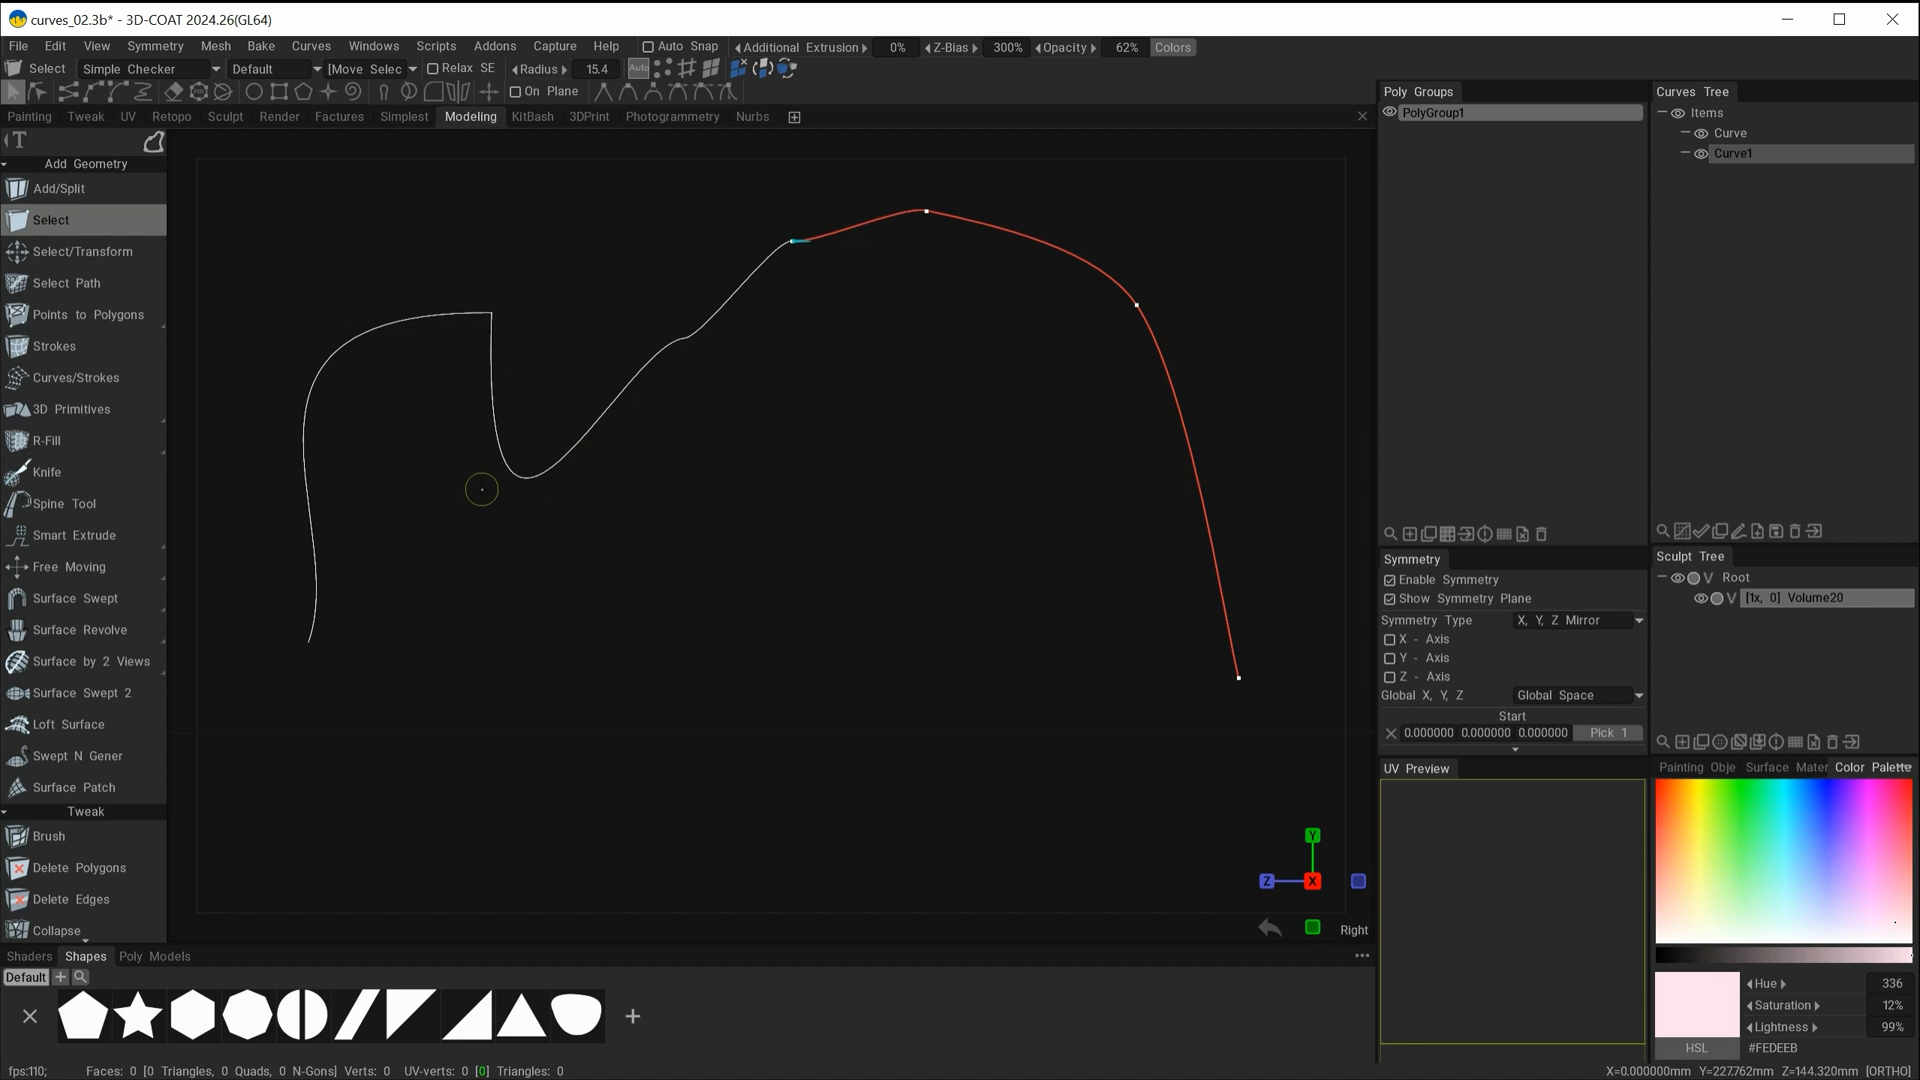 curves_02.3b* - 3D-COAT 2024.26(GL64)
File Edit View Symmetry Mesh Bake Curves Windows Scripts Addons Capture Help Auto Snap Additional Extrusion 0% Z-Bias 300% Opacity 62% Colors
Select Simple Checker Default [Move Selec Relax SE Radius 15.4 Auto
On Plane
Painting Tweak UV Retopo Sculpt Render Factures Simplest Modeling KitBash 3DPrint Photogrammetry Nurbs
T
Add Geometry
Add/Split
Select
Select/Transform
Select Path
Points to Polygons
Strokes
Curves/Strokes
3D Primitives
R-Fill
Knife
Spine Tool
Smart Extrude
Free Moving
Surface Swept
Surface Revolve
Surface by 2 Views
Surface Swept 2
Loft Surface
Swept N Gener
Surface Patch
Tweak
Brush
Delete Polygons
Delete Edges
Collapse
Y
Z X
Right
Poly Groups
PolyGroup1
Curves Tree
Items
Curve
Curve1
Symmetry
Enable Symmetry
Show Symmetry Plane
Symmetry Type X, Y, Z Mirror
X - Axis
Y - Axis
Z - Axis
Global X, Y, Z Global Space
Start
0.000000 0.000000 0.000000 Pick 1
Sculpt Tree
V Root
V [1x, 0] Volume20
UV Preview
Painting Obje Surface Mater Color Palette
Hue 336
Saturation 12%
Lightness 99%
HSL #FEDEEB
Shaders Shapes Poly Models
Default
fps:110; Faces: 0 [0 Triangles, 0 Quads, 0 N-Gons] Verts: 0 UV-verts: 0 [0] Triangles: 0
X=0.000000mm Y=227.762mm Z=144.320mm [ORTHO]